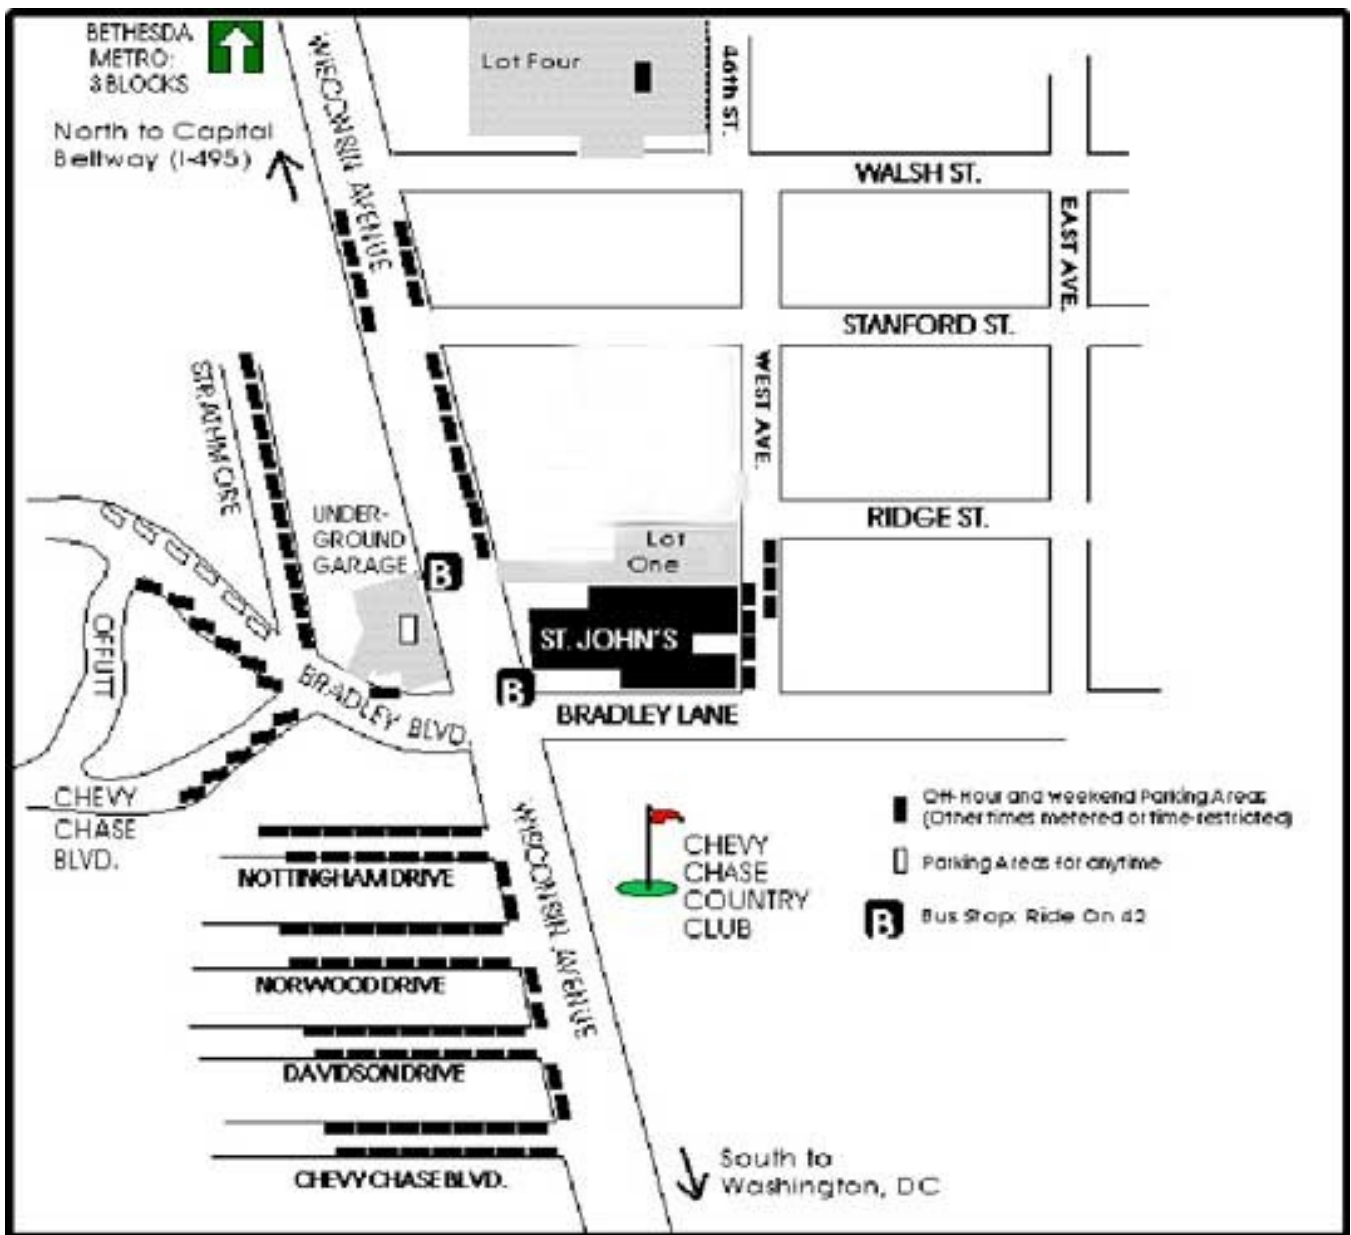 BETHESDA
METRO:
3 BLOCKS
North to Capital
Beltway (I-495)
WISCONSIN AVENUE
Lot Four
46TH ST.
WALSH ST.
EAST AVE.
STANFORD ST.
WEST AVE.
STRATHMORE
UNDER-
GROUND
GARAGE
B
RIDGE ST.
Lot
One
OFFUTT
ST. JOHN'S
B
BRADLEY BLVD.
BRADLEY LANE
CHEVY
CHASE
BLVD.
WISCONSIN AVENUE
CHEVY
CHASE
COUNTRY
CLUB
Off-Hour and weekend Parking Areas
(Other times metered or time-restricted)
Parking Areas for anytime
B Bus Stop: Ride On 42
NOTTINGHAM DRIVE
NORWOOD DRIVE
DAVIDSON DRIVE
CHEVY CHASE BLVD.
South to
Washington, DC